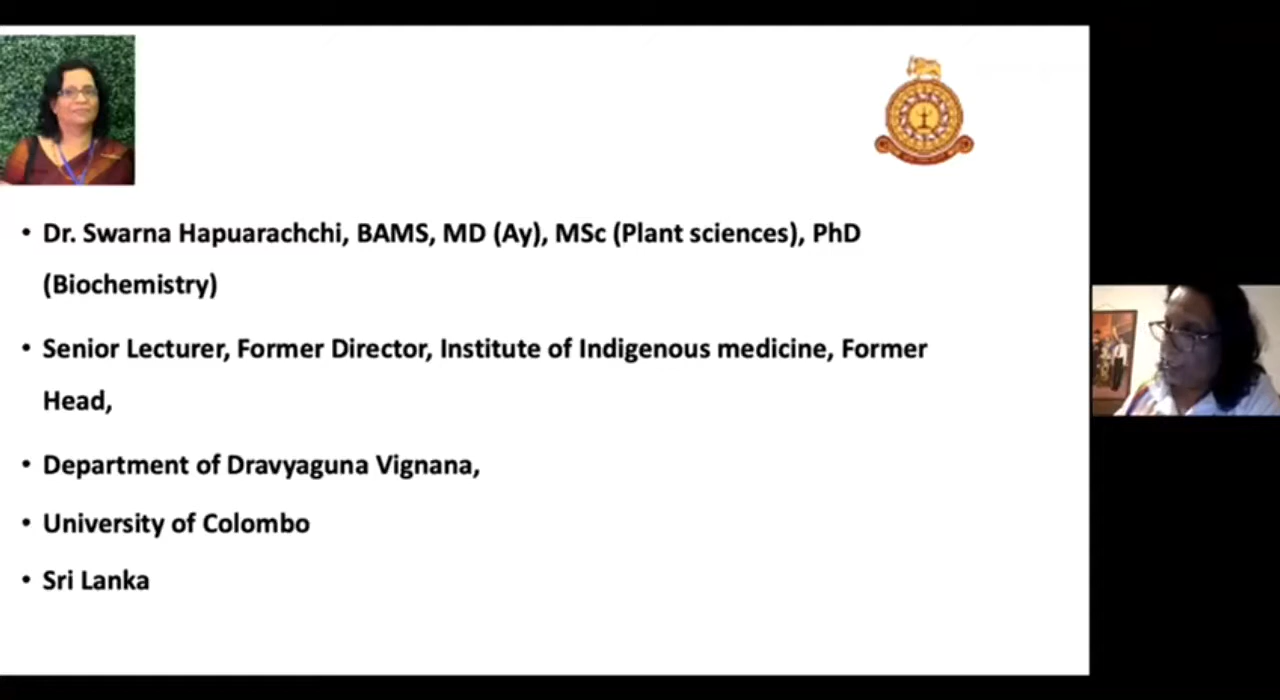 • Dr. Swarna Hapuarachchi, BAMS, MD (Ay), MSc (Plant sciences), PhD
(Biochemistry)
• Senior Lecturer, Former Director, Institute of Indigenous medicine, Former
Head,
• Department of Dravyaguna Vignana,
• University of Colombo
• Sri Lanka